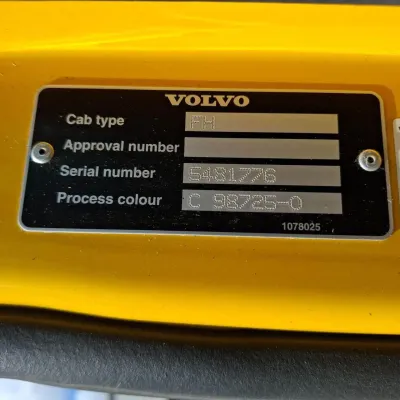 VOLVO
Cab type FH
Approval number
Serial number 5481776
Process colour C 98725-0
1078025